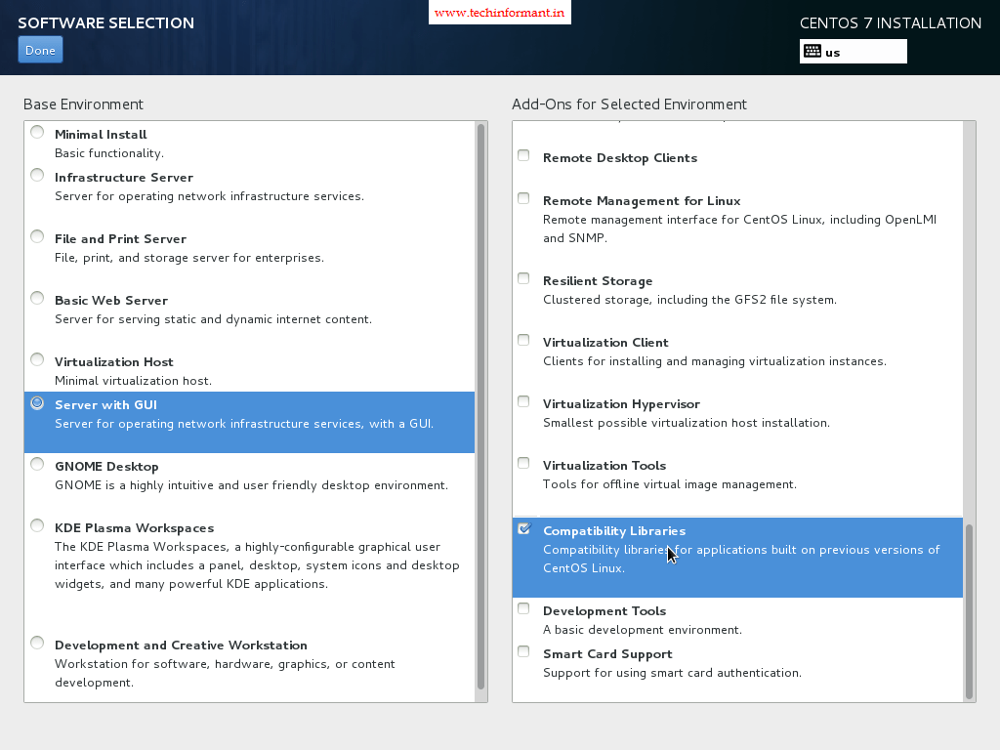 SOFTWARE SELECTION
www.techinformant.in
CENTOS 7 INSTALLATION
Done
us
Base Environment
Minimal Install
Basic functionality.
Infrastructure Server
Server for operating network infrastructure services.
File and Print Server
File, print, and storage server for enterprises.
Basic Web Server
Server for serving static and dynamic internet content.
Virtualization Host
Minimal virtualization host.
Server with GUI
Server for operating network infrastructure services, with a GUI.
GNOME Desktop
GNOME is a highly intuitive and user friendly desktop environment.
KDE Plasma Workspaces
The KDE Plasma Workspaces, a highly-configurable graphical user
interface which includes a panel, desktop, system icons and desktop
widgets, and many powerful KDE applications.
Development and Creative Workstation
Workstation for software, hardware, graphics, or content
development.
Add-Ons for Selected Environment
Remote Desktop Clients
Remote Management for Linux
Remote management interface for CentOS Linux, including OpenLMI
and SNMP.
Resilient Storage
Clustered storage, including the GFS2 file system.
Virtualization Client
Clients for installing and managing virtualization instances.
Virtualization Hypervisor
Smallest possible virtualization host installation.
Virtualization Tools
Tools for offline virtual image management.
Compatibility Libraries
Compatibility libraries for applications built on previous versions of
CentOS Linux.
Development Tools
A basic development environment.
Smart Card Support
Support for using smart card authentication.